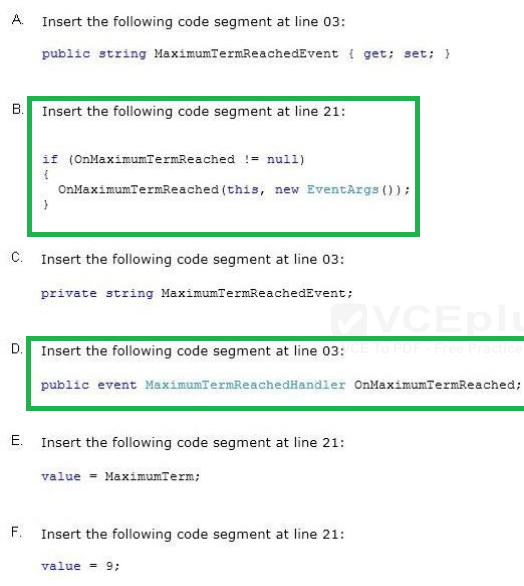 A. Insert the following code segment at line 03:
public string MaximumTermReachedEvent { get; set; }
B. Insert the following code segment at line 21:
if (OnMaximumTermReached != null)
{
OnMaximumTermReached(this, new EventArgs());
}
C. Insert the following code segment at line 03:
private string MaximumTermReachedEvent;
VCEplu
D. Insert the following code segment at line 03:
CE To PDF - Free Practice
public event MaximumTermReachedHandler OnMaximumTermReached;
E. Insert the following code segment at line 21:
value = MaximumTerm;
F. Insert the following code segment at line 21:
value = 9;